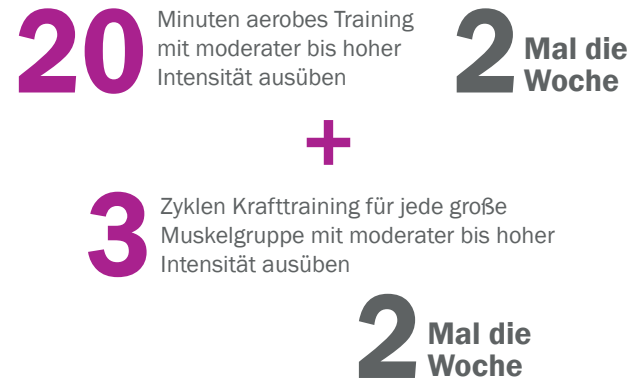 20 Minuten aerobes Training
mit moderater bis hoher
Intensität ausüben
2 Mal die
Woche
+
3 Zyklen Krafttraining für jede große
Muskelgruppe mit moderater bis hoher
Intensität ausüben
2 Mal die
Woche